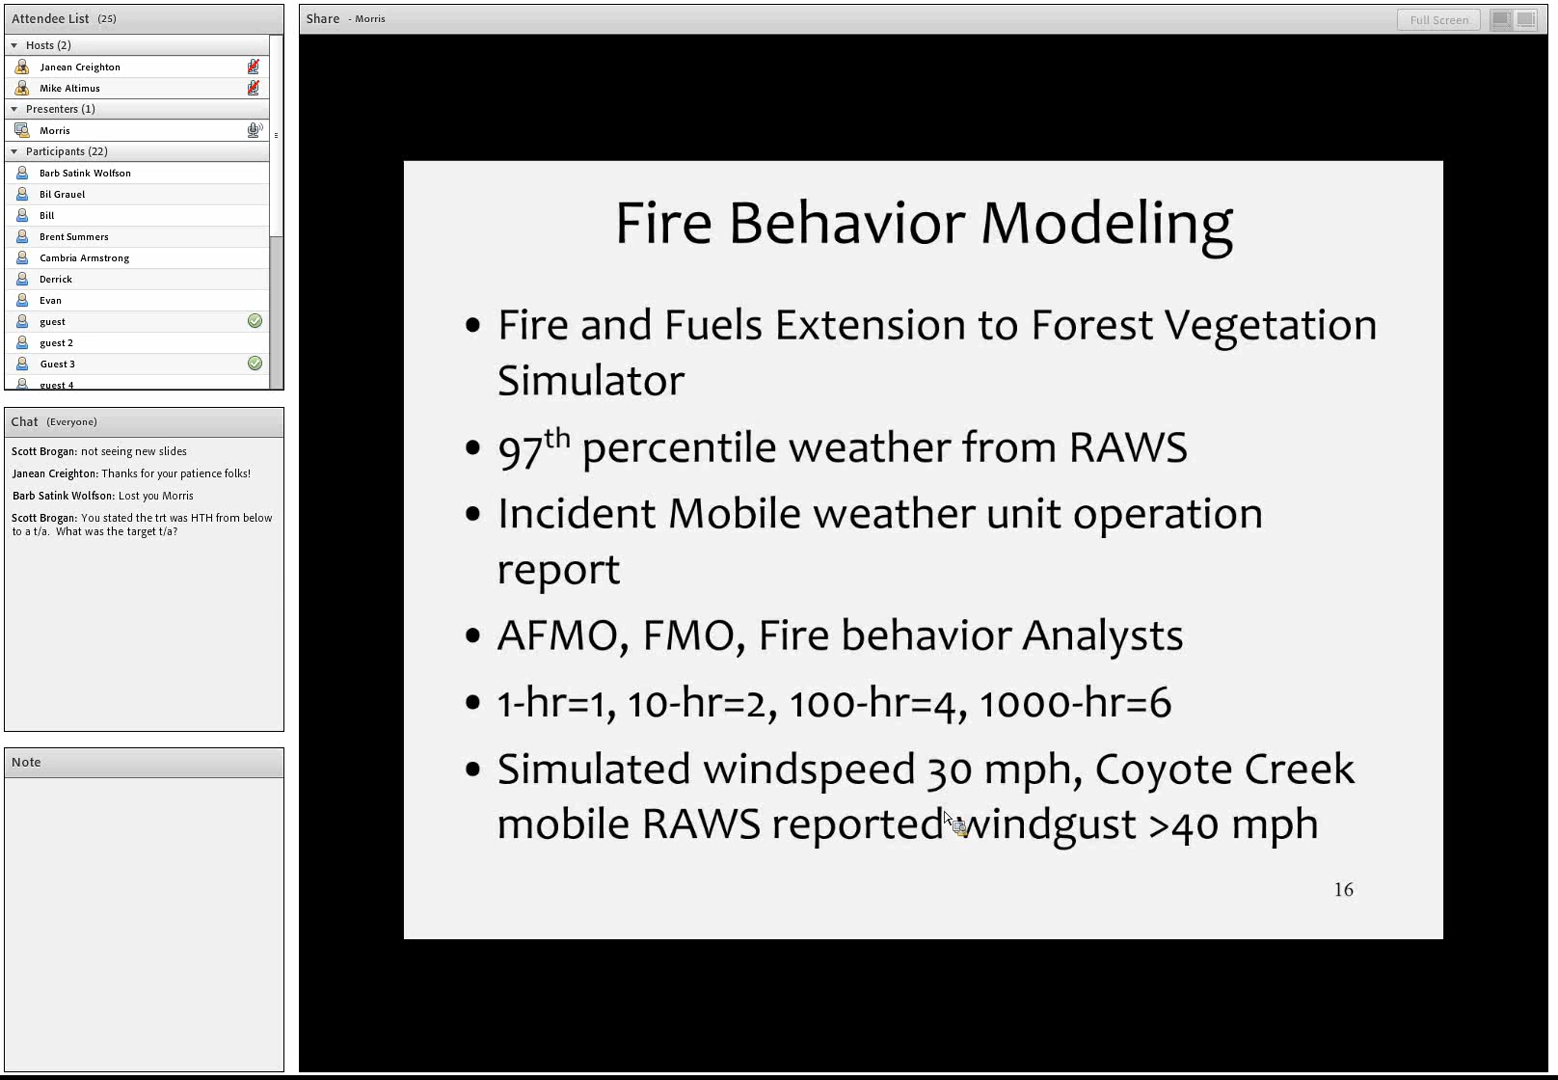 Attendee List (25)
Hosts (2)
Janean Creighton
Mike Altimus
Presenters (1)
Morris
Participants (22)
Barb Satink Wolfson
Bil Grauel
Bill
Brent Summers
Cambria Armstrong
Derrick
Evan
guest
guest 2
Guest 3
guest 4
Chat (Everyone)
Scott Brogan: not seeing new slides
Janean Creighton: Thanks for your patience folks!
Barb Satink Wolfson: Lost you Morris
Scott Brogan: You stated the trt was HTH from below
to a t/a. What was the target t/a?
Note
Share - Morris
Full Screen
Fire Behavior Modeling
• Fire and Fuels Extension to Forest Vegetation
Simulator
• 97th percentile weather from RAWS
• Incident Mobile weather unit operation
report
• AFMO, FMO, Fire behavior Analysts
• 1-hr=1, 10-hr=2, 100-hr=4, 1000-hr=6
• Simulated windspeed 30 mph, Coyote Creek
mobile RAWS reported windgust >40 mph
16